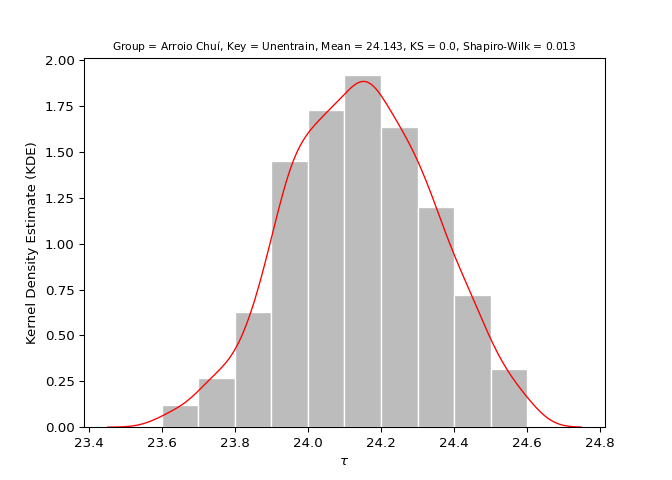 Group = Arroio Chuí, Key = Unentrain, Mean = 24.143, KS = 0.0, Shapiro-Wilk = 0.013
2.00
1.75
1.50
1.25
1.00
0.75
0.50
0.25
0.00
Kernel Density Estimate (KDE)
23.4 23.6 23.8 24.0 24.2 24.4 24.6 24.8
τ